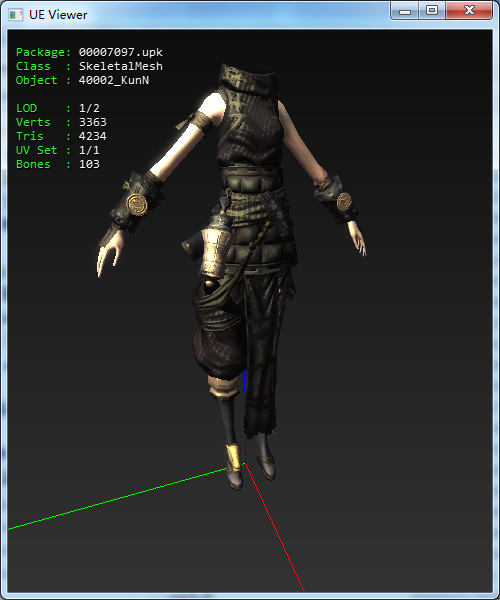 UE Viewer
Package: 00007097.upk
Class  : SkeletalMesh
Object : 40002_KunN
LOD    : 1/2
Verts  : 3363
Tris   : 4234
UV Set : 1/1
Bones  : 103